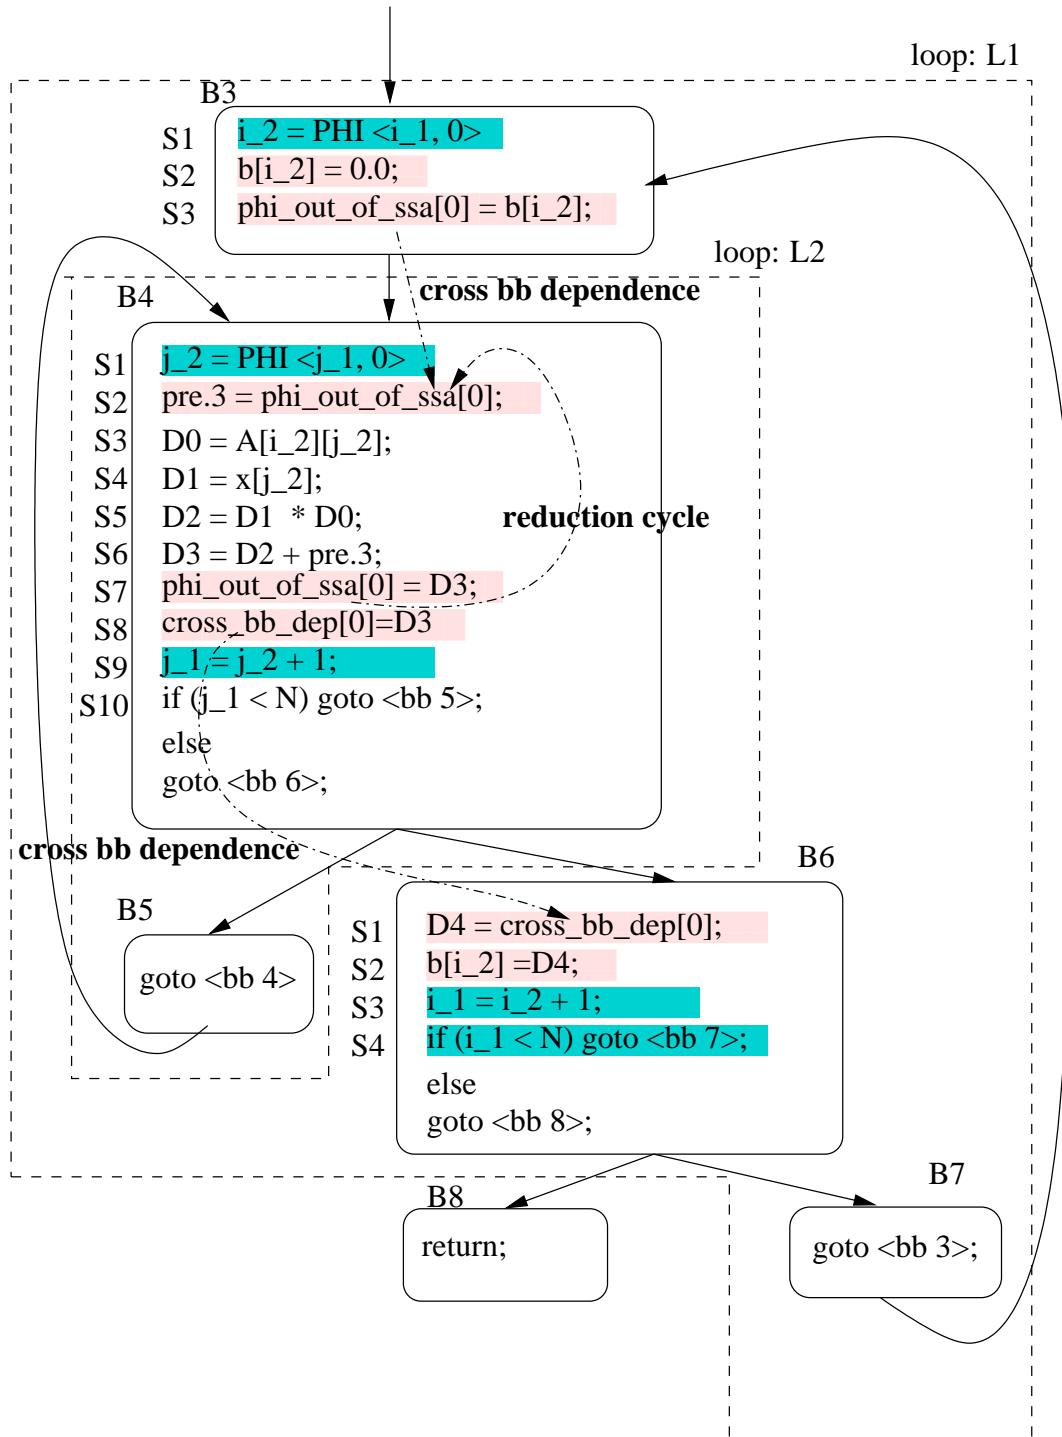 loop: L1
B3
S1 i_2 = PHI <i_1, 0>
S2 b[i_2] = 0.0;
S3 phi_out_of_ssa[0] = b[i_2];
loop: L2
cross bb dependence
B4
S1 j_2 = PHI <j_1, 0>
S2 pre.3 = phi_out_of_ssa[0];
S3 D0 = A[i_2][j_2];
S4 D1 = x[j_2];
S5 D2 = D1 * D0;
reduction cycle
S6 D3 = D2 + pre.3;
S7 phi_out_of_ssa[0] = D3;
S8 cross_bb_dep[0]=D3
S9 j_1 = j_2 + 1;
S10 if (j_1 < N) goto <bb 5>;
else
goto <bb 6>;
cross bb dependence
B5
goto <bb 4>
B6
S1 D4 = cross_bb_dep[0];
S2 b[i_2] =D4;
S3 i_1 = i_2 + 1;
S4 if (i_1 < N) goto <bb 7>;
else
goto <bb 8>;
B8
return;
B7
goto <bb 3>;